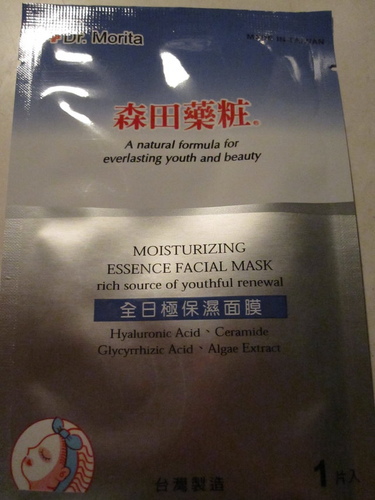 Dr. Morita
MADE IN TAIWAN
森田藥粧®
A natural formula for
everlasting youth and beauty
MOISTURIZING
ESSENCE FACIAL MASK
rich source of youthful renewal
全日極保濕面膜
Hyaluronic Acid、Ceramide
Glycyrrhizic Acid、Algae Extract
台灣製造
1片入